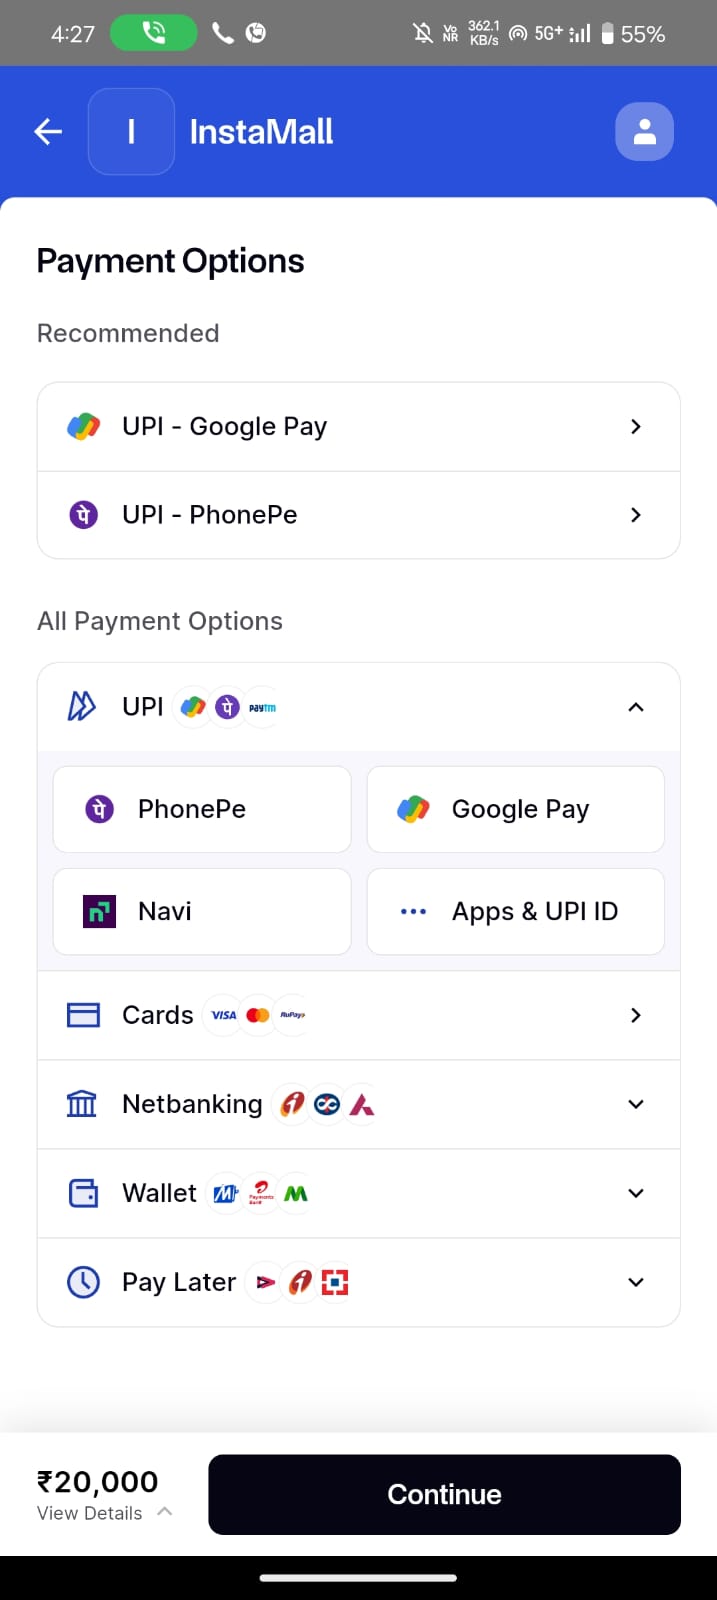 4:27 Vo NR 362.1 KB/s 5G+ 55%
I InstaMall
Payment Options
Recommended
UPI - Google Pay
पे UPI - PhonePe
All Payment Options
UPI पे paytm
पे PhonePe Google Pay
Navi Apps & UPI ID
Cards VISA RuPay
Netbanking
Wallet Payments Bank
Pay Later
₹20,000
View Details
Continue